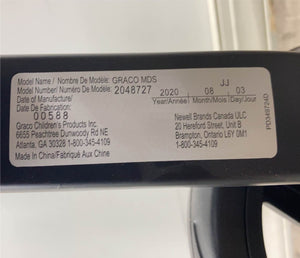 Model Name / Nombre De Modèle: GRACO MDS
Model Number/ Numéro De Modèle: 2048727
Date of Manufacture/
Date De Fabrication:
2020 / 08 / 03
JJ
Year/Année / Month/Mois / Day/Jour
00588
Graco Children's Products Inc.
6655 Peachtree Dunwoody Rd NE
Atlanta, GA 30328 1-800-345-4109
Made in China/Fabriqué Aux Chine
Newell Brands Canada ULC
20 Hereford Street, Unit B
Brampton, Ontario L6Y 0M1
1-800-345-4109